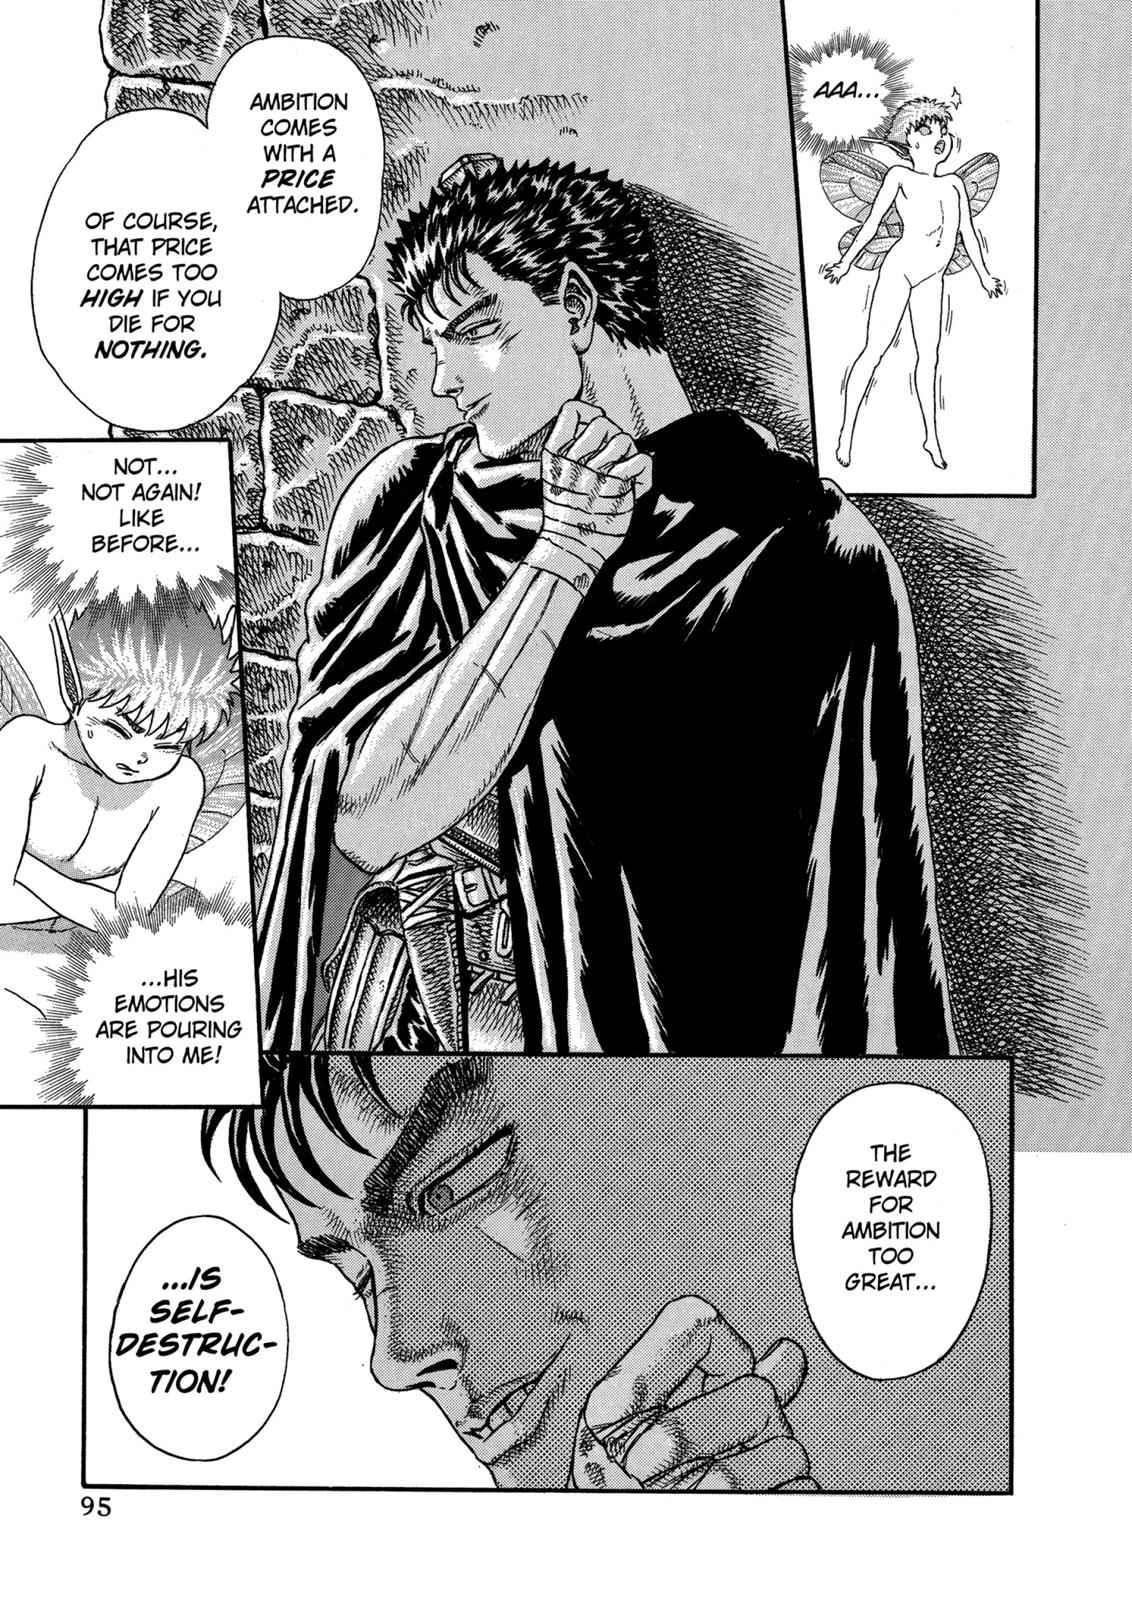 AAA...
AMBITION
COMES
WITH A
PRICE
ATTACHED.
OF COURSE,
THAT PRICE
COMES TOO
HIGH IF YOU
DIE FOR
NOTHING.
NOT...
NOT AGAIN!
LIKE
BEFORE...
...HIS
EMOTIONS
ARE POURING
INTO ME!
THE
REWARD
FOR
AMBITION
TOO
GREAT...
...IS
SELF-
DESTRUC-
TION!
95